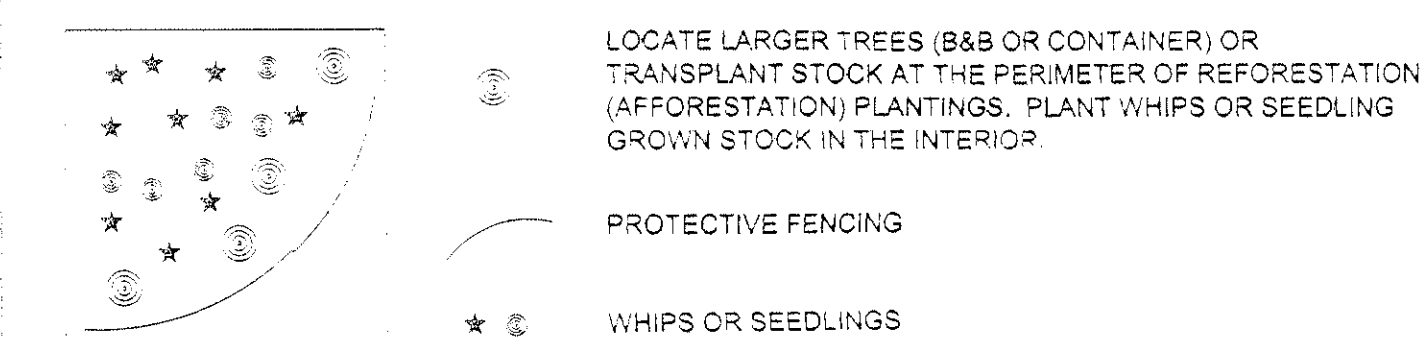 LOCATE LARGER TREES (B&B OR CONTAINER) OR
TRANSPLANT STOCK AT THE PERIMETER OF REFORESTATION
(AFFORESTATION) PLANTINGS. PLANT WHIPS OR SEEDLING
GROWN STOCK IN THE INTERIOR.
PROTECTIVE FENCING
WHIPS OR SEEDLINGS